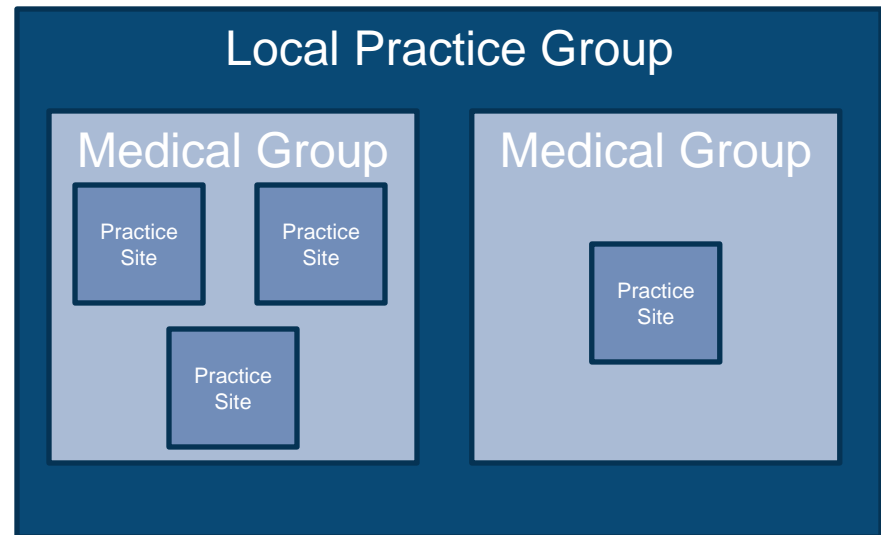 Local Practice Group
Medical Group
Practice
Site
Practice
Site
Practice
Site
Medical Group
Practice
Site